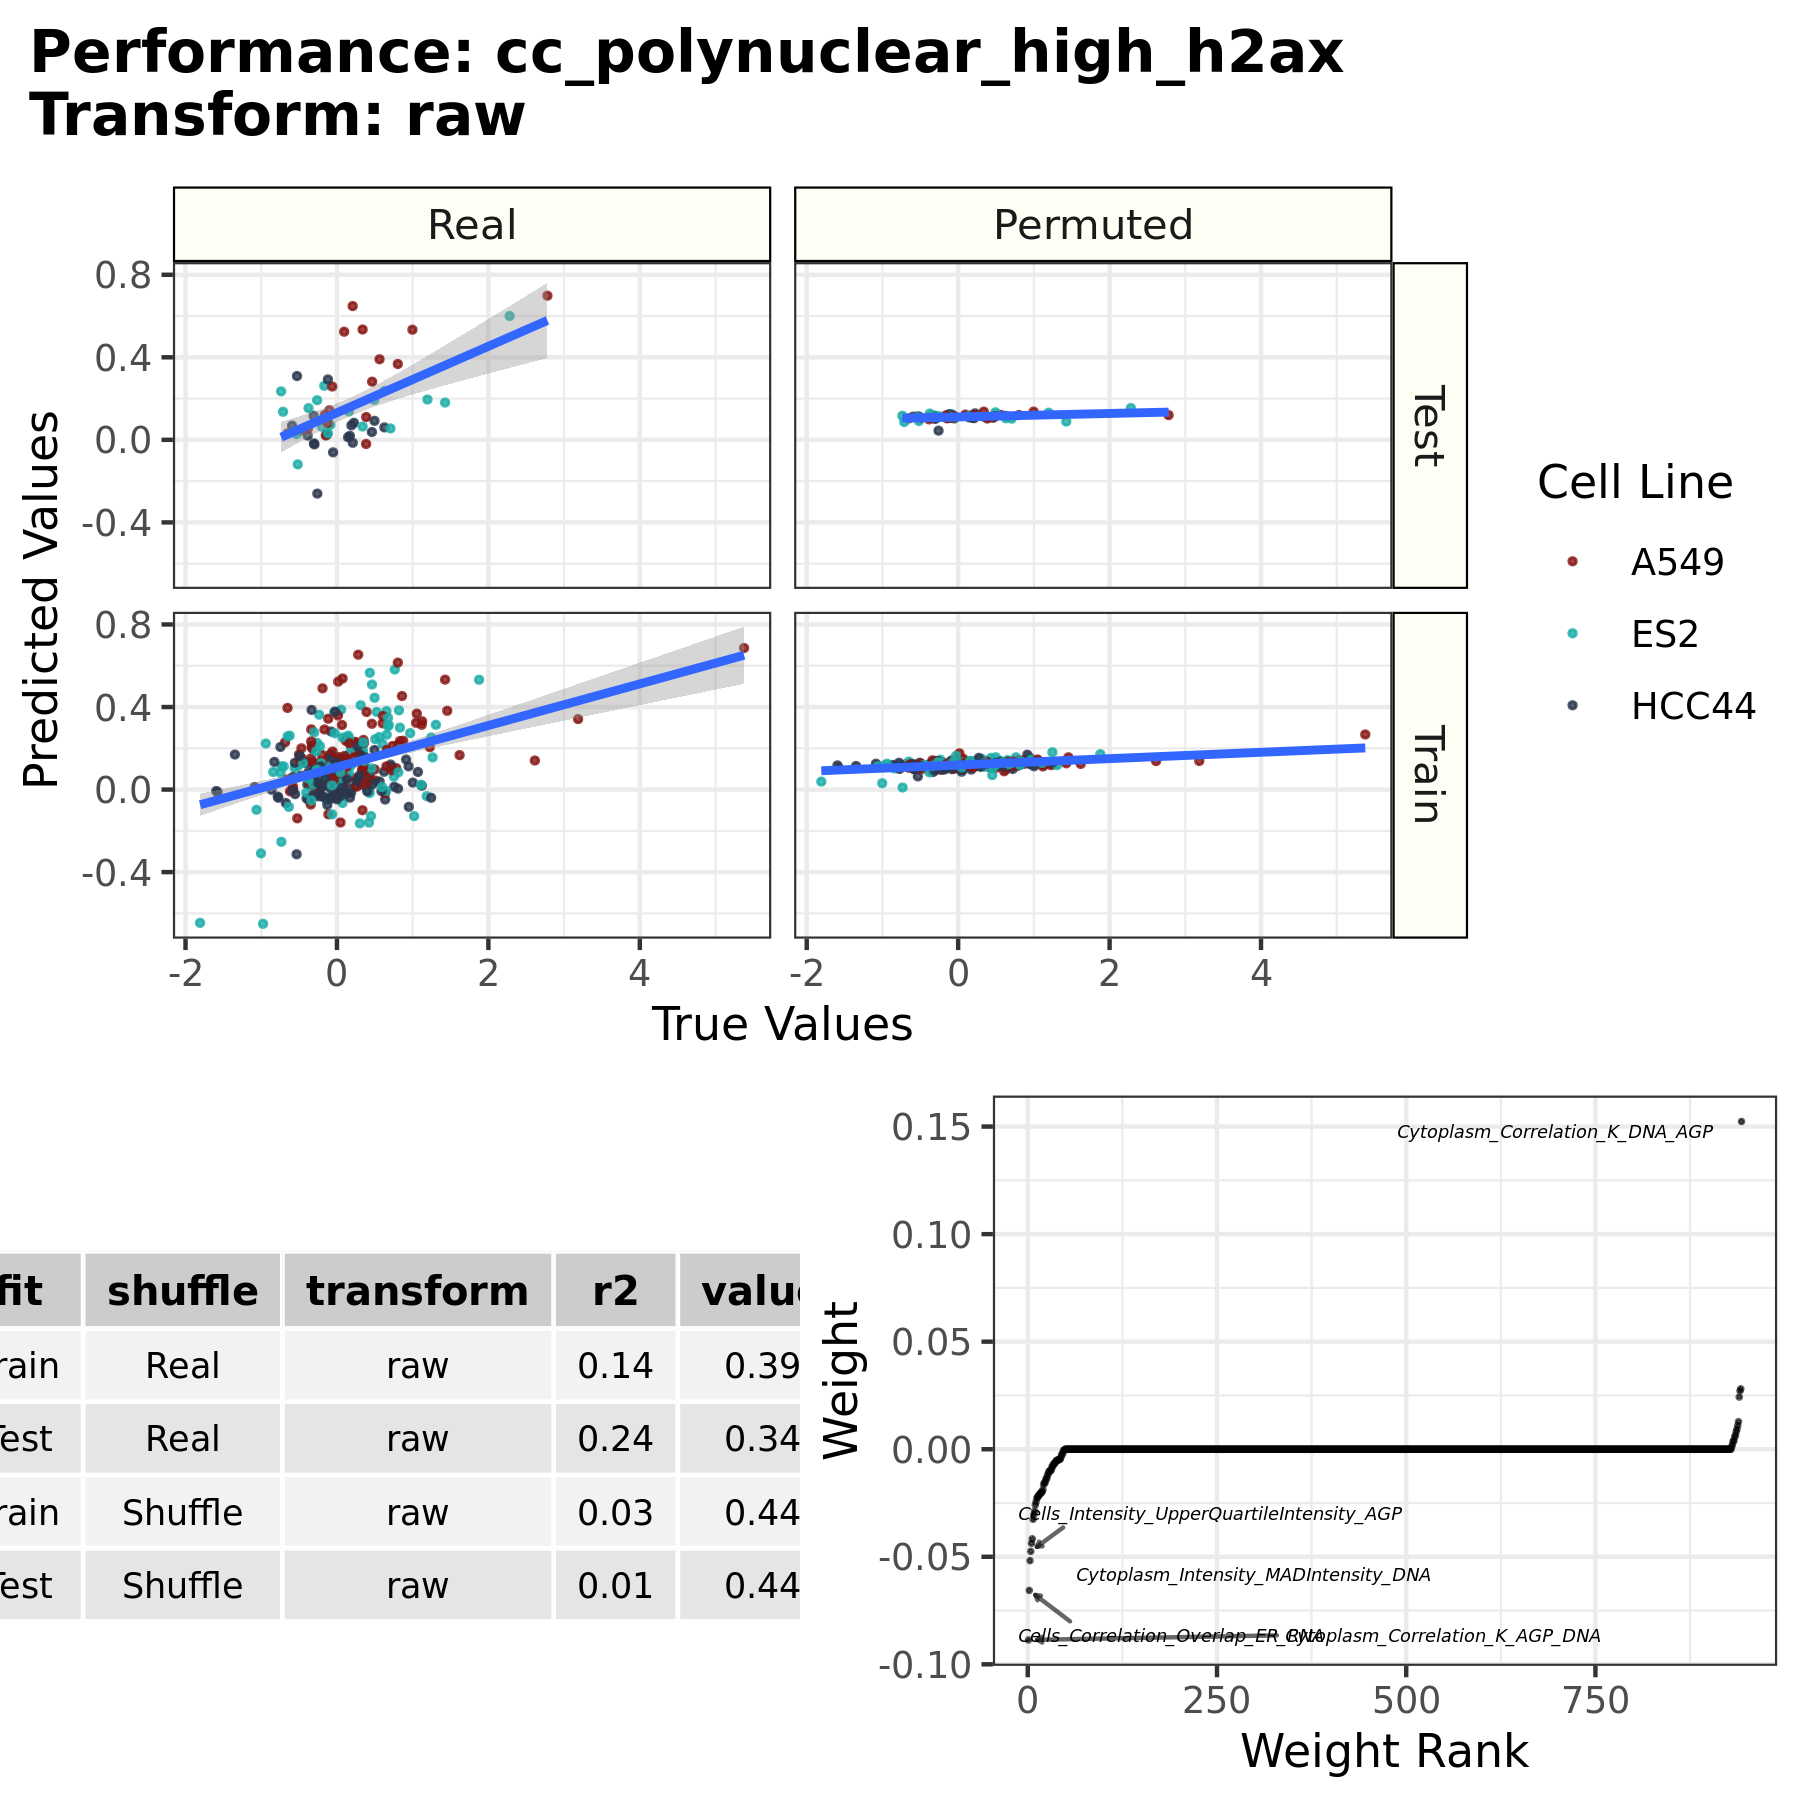 Performance: cc_polynuclear_high_h2ax
Transform: raw
Real
Permuted
0.8
0.4
0.0
-0.4
Test
0.8
0.4
0.0
-0.4
Train
Predicted Values
-2 0 2 4
-2 0 2 4
True Values
Cell Line
A549
ES2
HCC44
fit shuffle transform r2 valu
rain Real raw 0.14 0.39
Test Real raw 0.24 0.34
rain Shuffle raw 0.03 0.44
Test Shuffle raw 0.01 0.44
Weight
0.15
0.10
0.05
0.00
-0.05
-0.10
Cytoplasm_Correlation_K_DNA_AGP
Cells_Intensity_UpperQuartileIntensity_AGP
Cytoplasm_Intensity_MADIntensity_DNA
Cells_Correlation_Overlap_ER_RNA
Cytoplasm_Correlation_K_AGP_DNA
0 250 500 750
Weight Rank